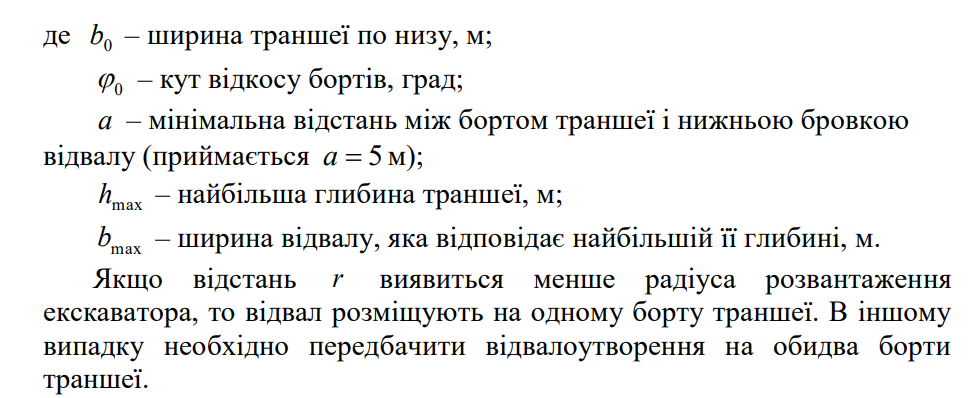 де b₀ – ширина траншеї по низу, м;
φ₀ – кут відкосу бортів, град;
a – мінімальна відстань між бортом траншеї і нижньою бровкою
відвалу (приймається a = 5 м);
hmax – найбільша глибина траншеї, м;
bmax – ширина відвалу, яка відповідає найбільшій її глибині, м.
Якщо відстань r виявиться менше радіуса розвантаження
екскаватора, то відвал розміщують на одному борту траншеї. В іншому
випадку необхідно передбачити відвалоутворення на обидва борти
траншеї.